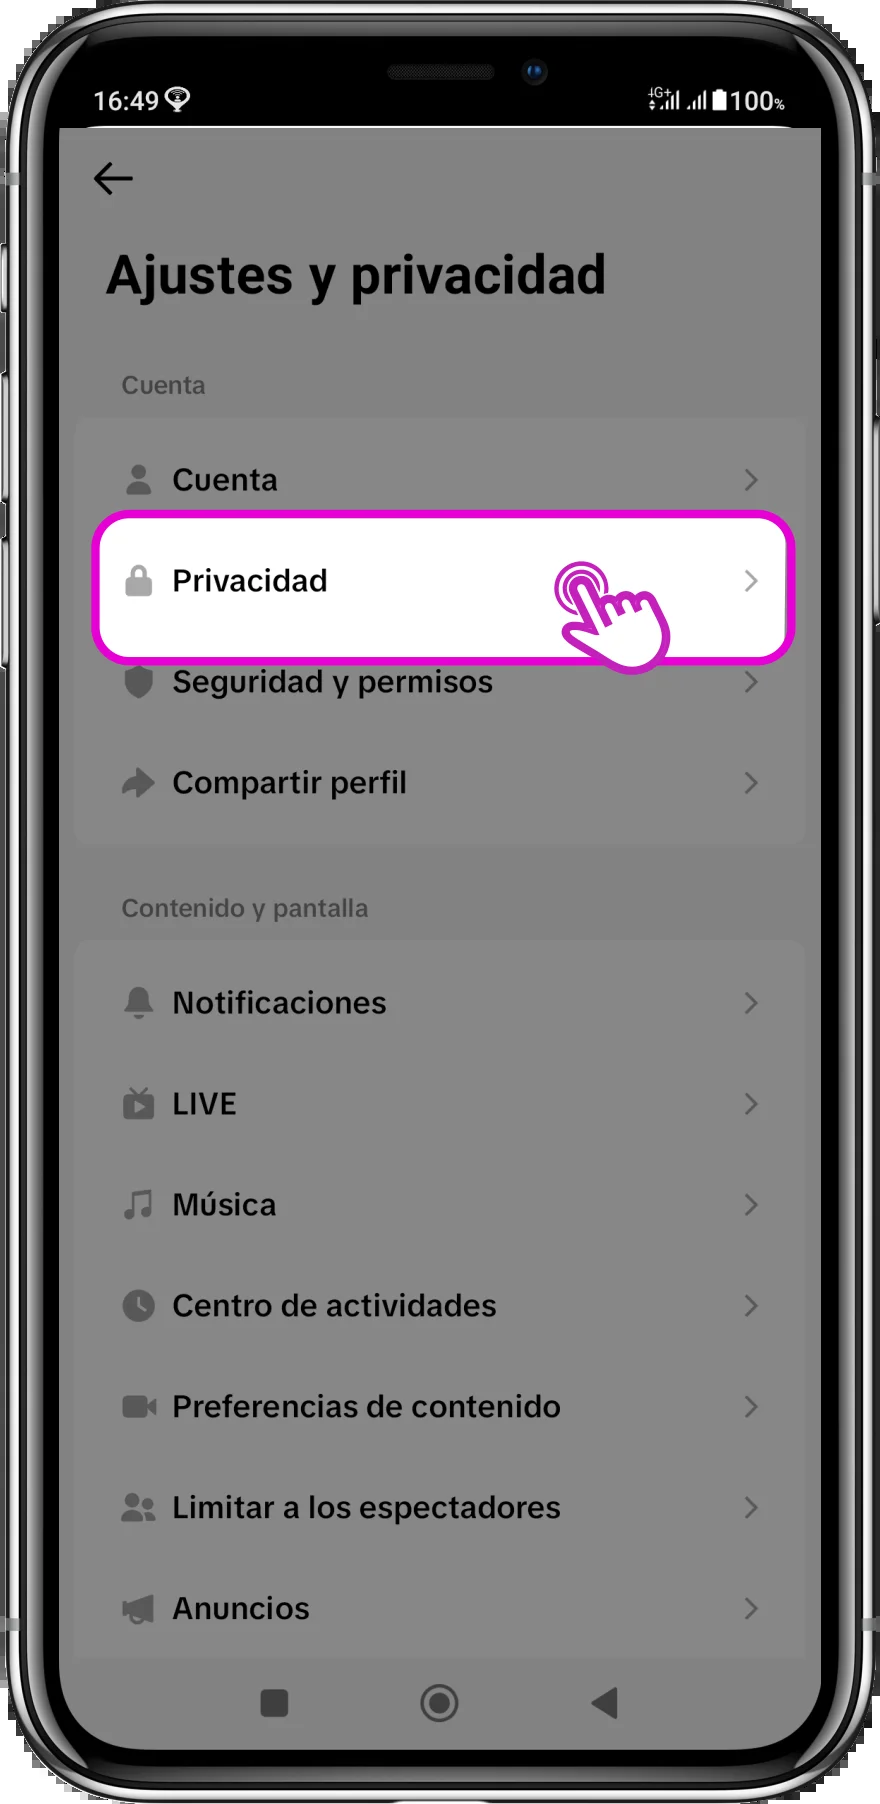 16:49 4G+ 100%
Ajustes y privacidad
Cuenta
Cuenta
Privacidad
Seguridad y permisos
Compartir perfil
Contenido y pantalla
Notificaciones
LIVE
Música
Centro de actividades
Preferencias de contenido
Limitar a los espectadores
Anuncios